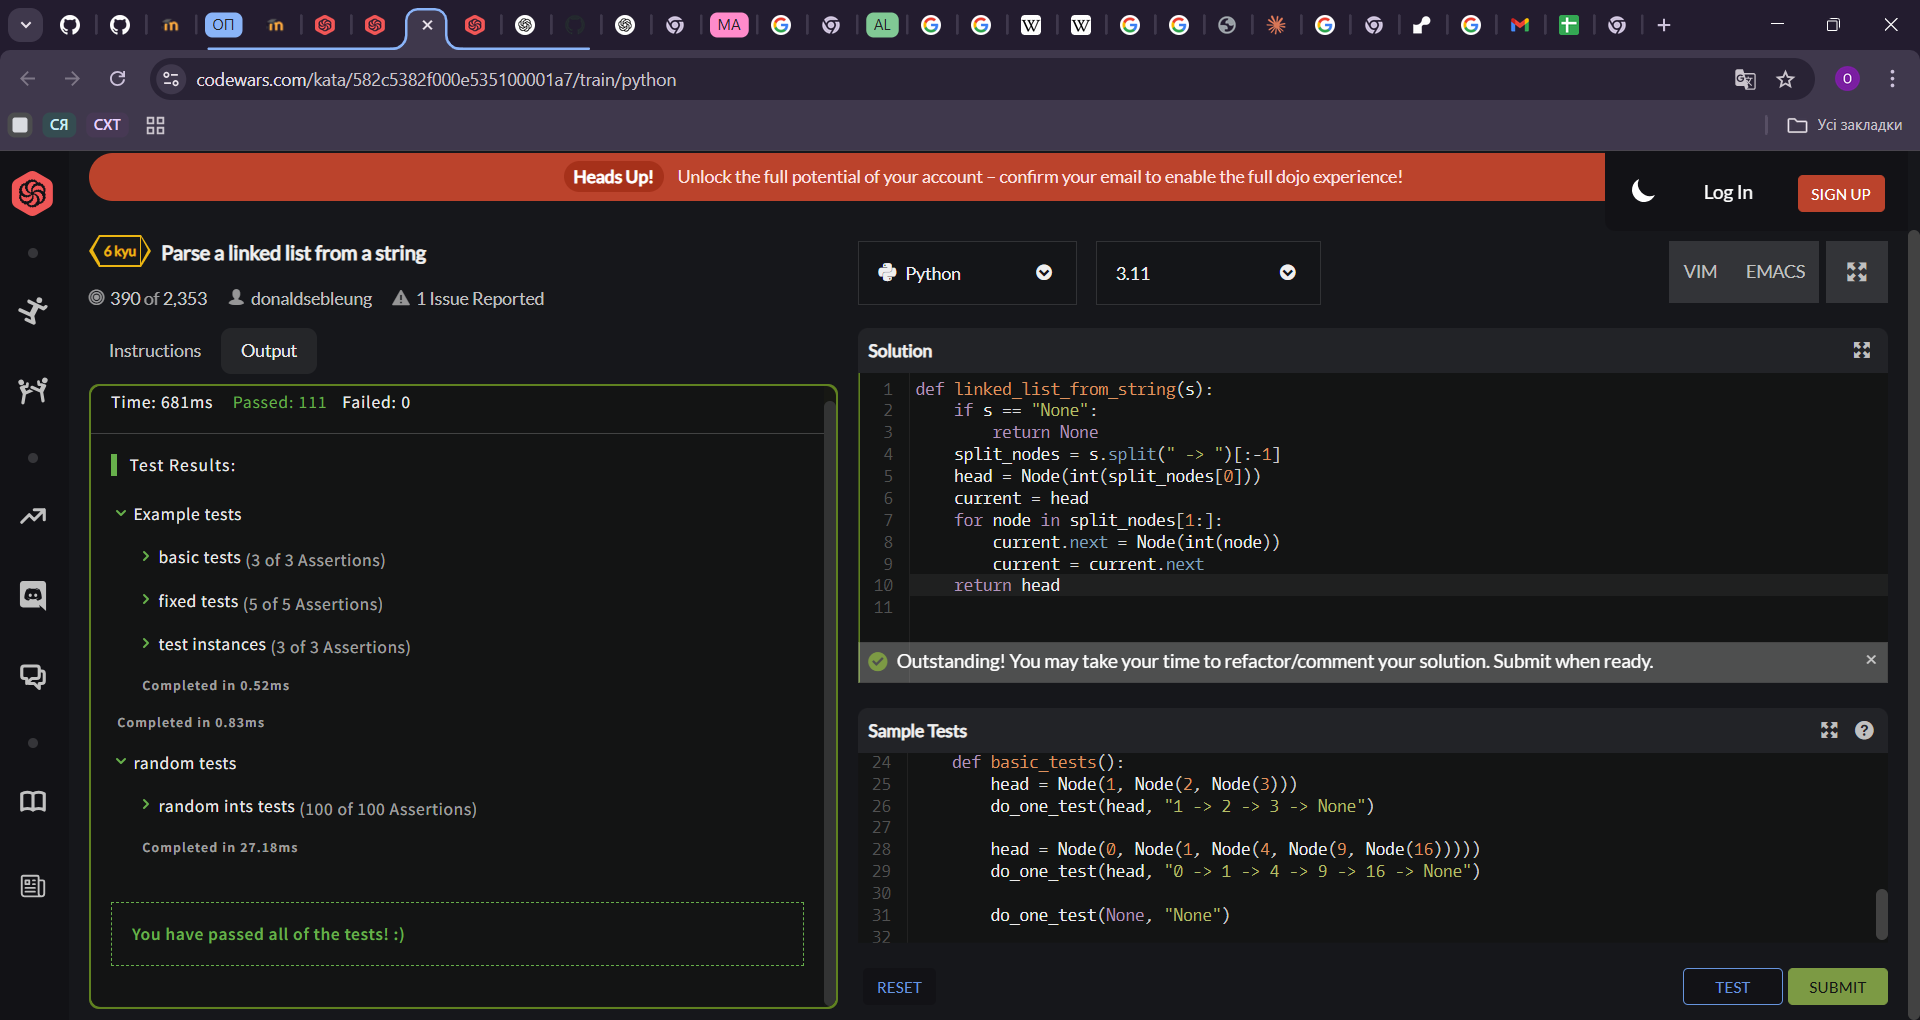 ОП
MA
AL
W
W
codewars.com/kata/582c5382f000e535100001a7/train/python
O
СЯ
СХТ
Усі закладки
Heads Up! Unlock the full potential of your account – confirm your email to enable the full dojo experience!
Log In
SIGN UP
6 kyu
Parse a linked list from a string
390 of 2,353
donaldsebleung
1 Issue Reported
Python
3.11
VIM
EMACS
Instructions
Output
Time: 681ms Passed: 111 Failed: 0
Test Results:
Example tests
basic tests (3 of 3 Assertions)
fixed tests (5 of 5 Assertions)
test instances (3 of 3 Assertions)
Completed in 0.52ms
Completed in 0.83ms
random tests
random ints tests (100 of 100 Assertions)
Completed in 27.18ms
You have passed all of the tests! :)
Solution
1 def linked_list_from_string(s):
2 if s == "None":
3 return None
4 split_nodes = s.split(" -> ")[:-1]
5 head = Node(int(split_nodes[0]))
6 current = head
7 for node in split_nodes[1:]:
8 current.next = Node(int(node))
9 current = current.next
10 return head
11
Outstanding! You may take your time to refactor/comment your solution. Submit when ready.
Sample Tests
24 def basic_tests():
25 head = Node(1, Node(2, Node(3)))
26 do_one_test(head, "1 -> 2 -> 3 -> None")
27
28 head = Node(0, Node(1, Node(4, Node(9, Node(16)))))
29 do_one_test(head, "0 -> 1 -> 4 -> 9 -> 16 -> None")
30
31 do_one_test(None, "None")
32
RESET
TEST
SUBMIT